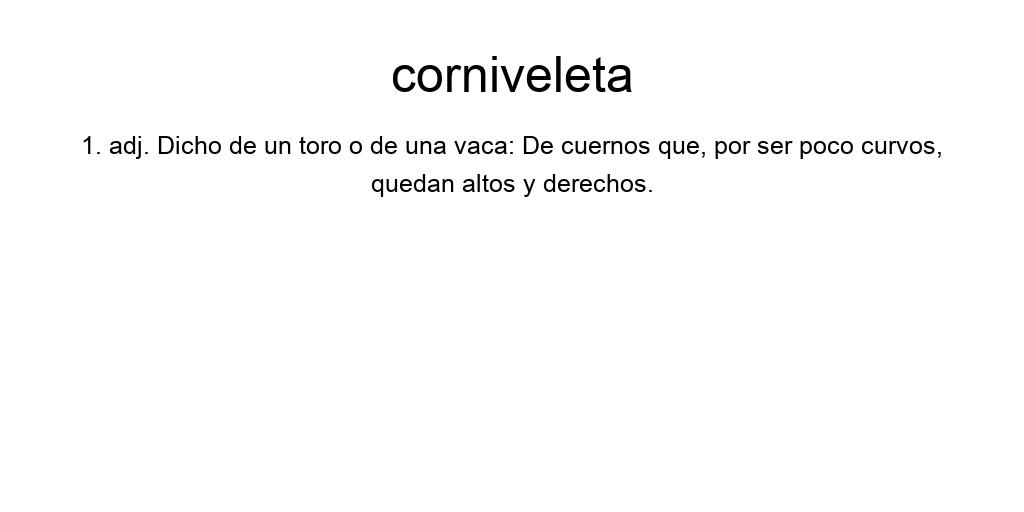 corniveleta
1. adj. Dicho de un toro o de una vaca: De cuernos que, por ser poco curvos,
quedan altos y derechos.